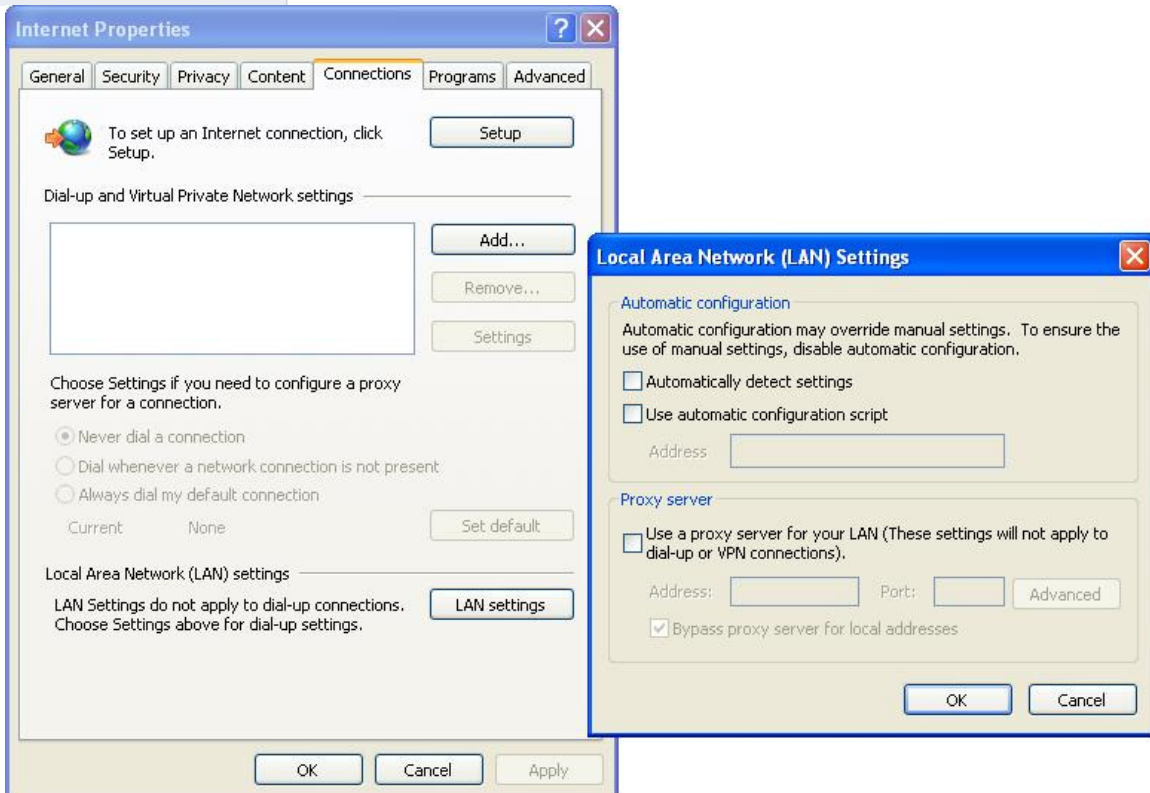 Internet Properties
?
General Security Privacy Content Connections Programs Advanced
To set up an Internet connection, click
Setup.
Setup
Dial-up and Virtual Private Network settings
Add...
Remove...
Settings
Choose Settings if you need to configure a proxy
server for a connection.
Never dial a connection
Dial whenever a network connection is not present
Always dial my default connection
Current None
Set default
Local Area Network (LAN) settings
LAN Settings do not apply to dial-up connections.
Choose Settings above for dial-up settings.
LAN settings
OK Cancel Apply
Local Area Network (LAN) Settings
Automatic configuration
Automatic configuration may override manual settings. To ensure the
use of manual settings, disable automatic configuration.
Automatically detect settings
Use automatic configuration script
Address
Proxy server
Use a proxy server for your LAN (These settings will not apply to
dial-up or VPN connections).
Address: Port: Advanced
Bypass proxy server for local addresses
OK Cancel